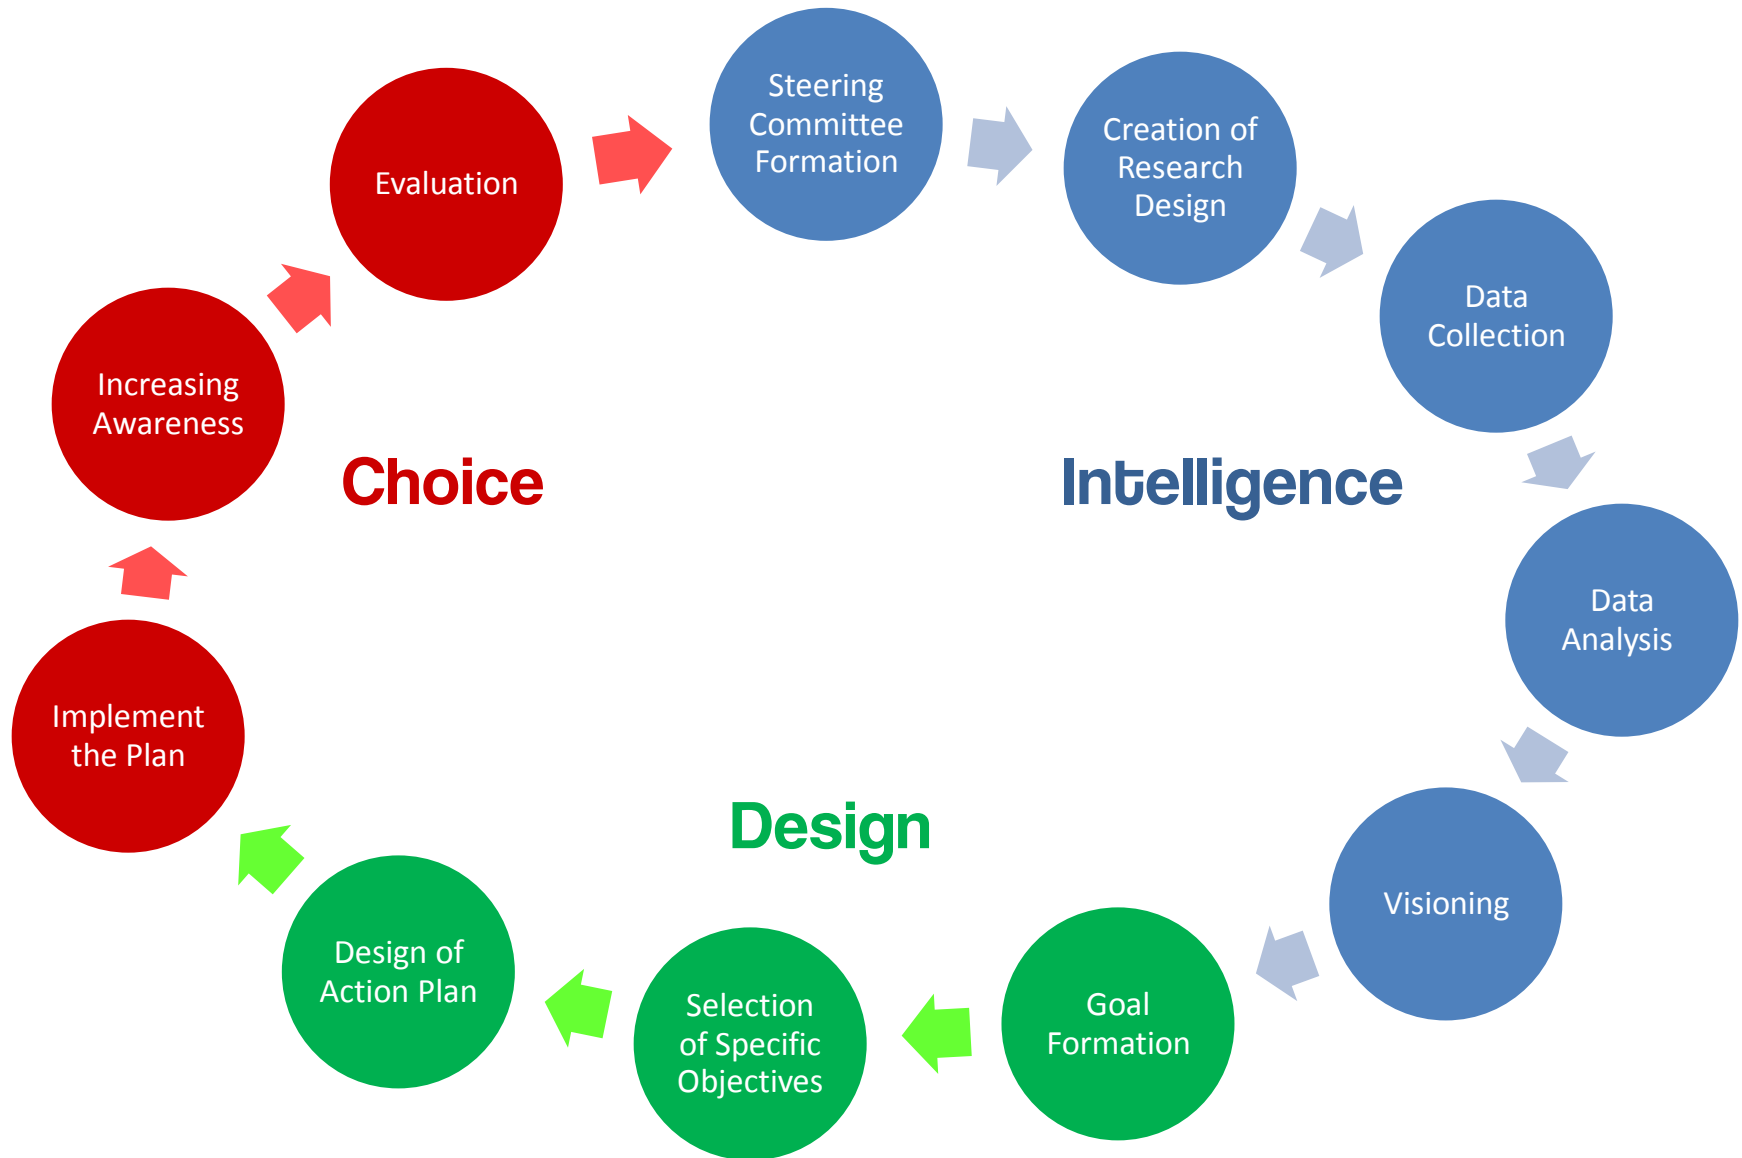 Steering
Committee
Formation
Creation of
Research
Design
Data
Collection
Data
Analysis
Visioning
Goal
Formation
Selection
of Specific
Objectives
Design of
Action Plan
Implement
the Plan
Increasing
Awareness
Evaluation
Choice
Intelligence
Design